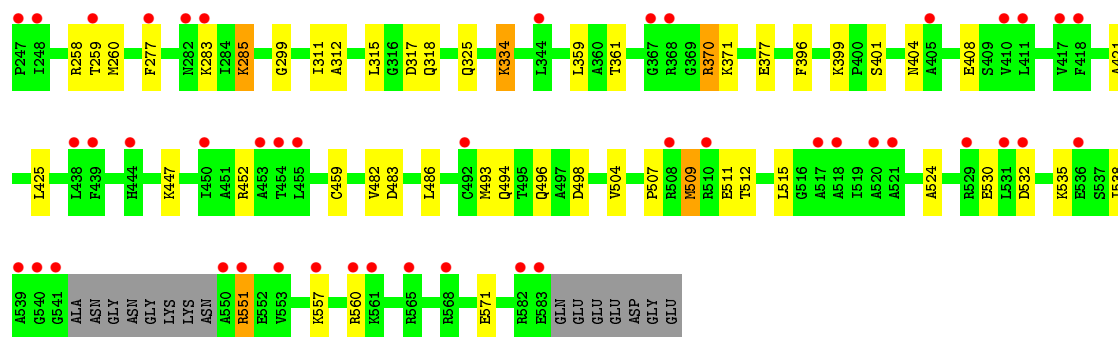 P247 I248 R258 T259 M260 F277 N282 K283 I284 K285 G299 I311 A312 L315 G316 D317 Q318 Q325 K334 L344 L359 A360 T361 G367 R368 G369 R370 K371 E377 F396 K399 P400 S401 N404 A405 E408 S409 V410 L411 V417 F418 A421
L425 L438 F439 H444 K447 I450 A451 R452 A453 T454 L455 C459 V482 D483 L486 C492 M493 Q494 T495 Q496 A497 D498 V504 P507 R508 M509 R510 E511 T512 L515 G516 A517 A518 I519 A520 A521 A524 R529 E530 L531 D532 K535 E536 S537 I538
A539 G540 G541 ALA ASN GLY ASN GLY LYS LYS ASN A550 R551 E552 V553 K557 R560 K561 R565 R568 E571 R582 E583 GLN GLU GLU GLU ASP GLY GLU